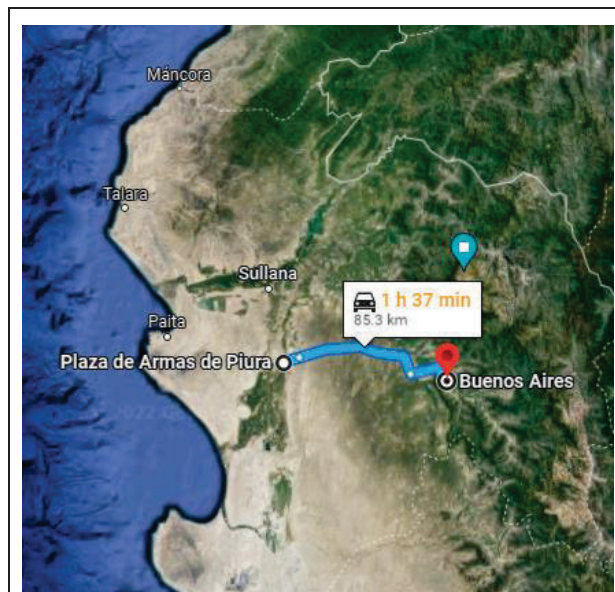 Máncora
Talara
Sullana
1 h 37 min
85.3 km
Paita
Plaza de Armas de Piura
Buenos Aires